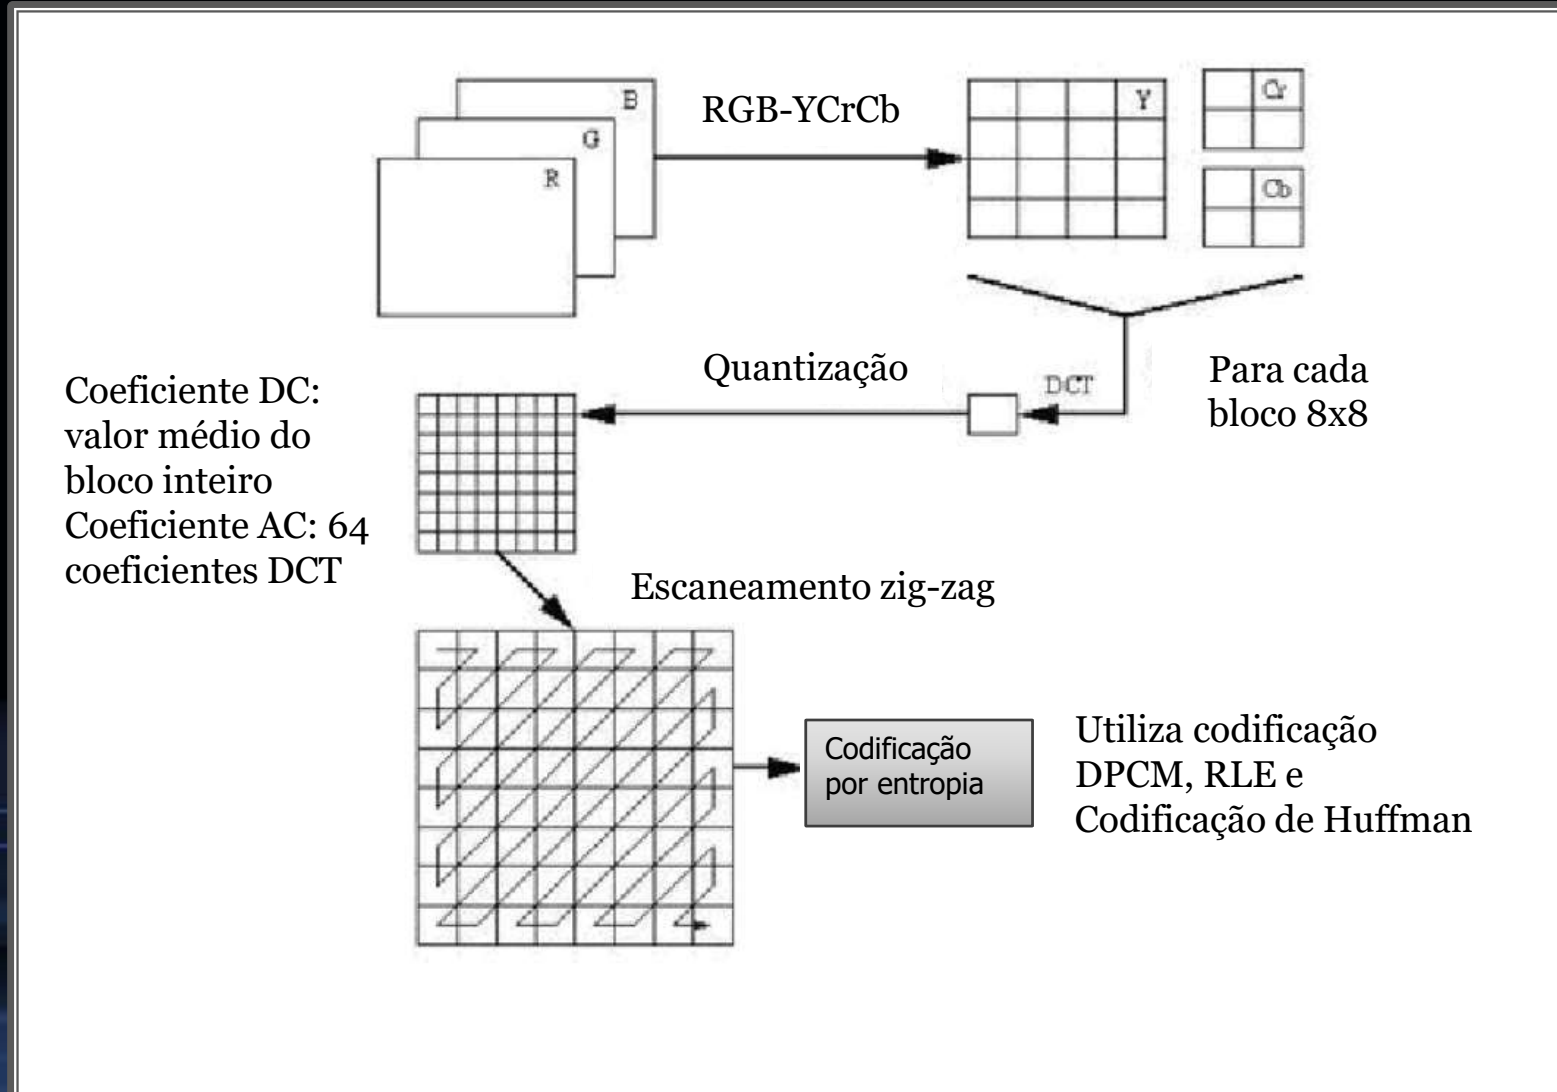 B
G
R
RGB-YCrCb
Y
Cr
Cb
Quantização
DCT
Para cada
bloco 8x8
Coeficiente DC:
valor médio do
bloco inteiro
Coeficiente AC: 64
coeficientes DCT
Escaneamento zig-zag
Codificação
por entropia
Utiliza codificação
DPCM, RLE e
Codificação de Huffman